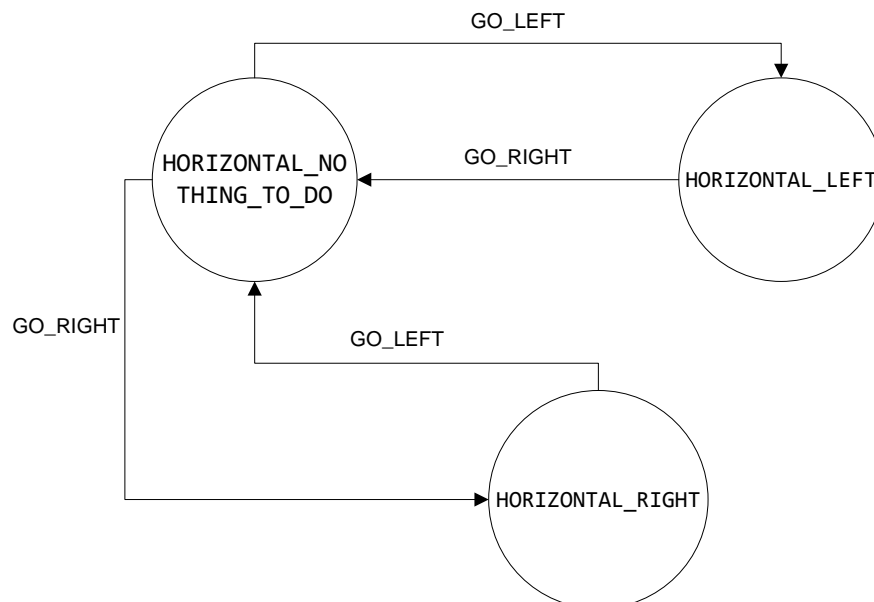 GO_LEFT
HORIZONTAL_NO
THING_TO_DO
GO_RIGHT
HORIZONTAL_LEFT
GO_RIGHT
GO_LEFT
HORIZONTAL_RIGHT